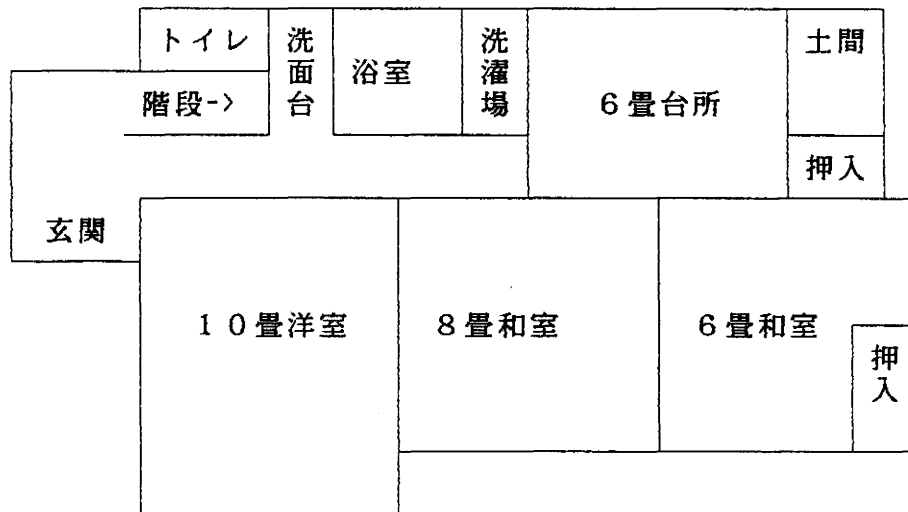 トイレ
洗面台
浴室
洗濯場
土間
階段->
6畳台所
押入
玄関
10畳洋室
8畳和室
6畳和室
押入